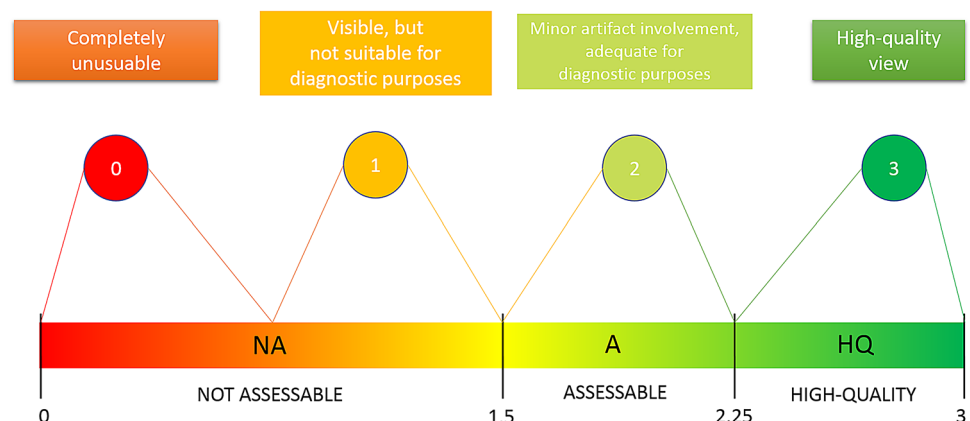 Completely
unusuable
Visible, but
not suitable for
diagnostic purposes
Minor artifact involvement,
adequate for
diagnostic purposes
High-quality
view
0
1
2
3
NA
A
HQ
NOT ASSESSABLE
ASSESSABLE
HIGH-QUALITY
0
1.5
2.25
3